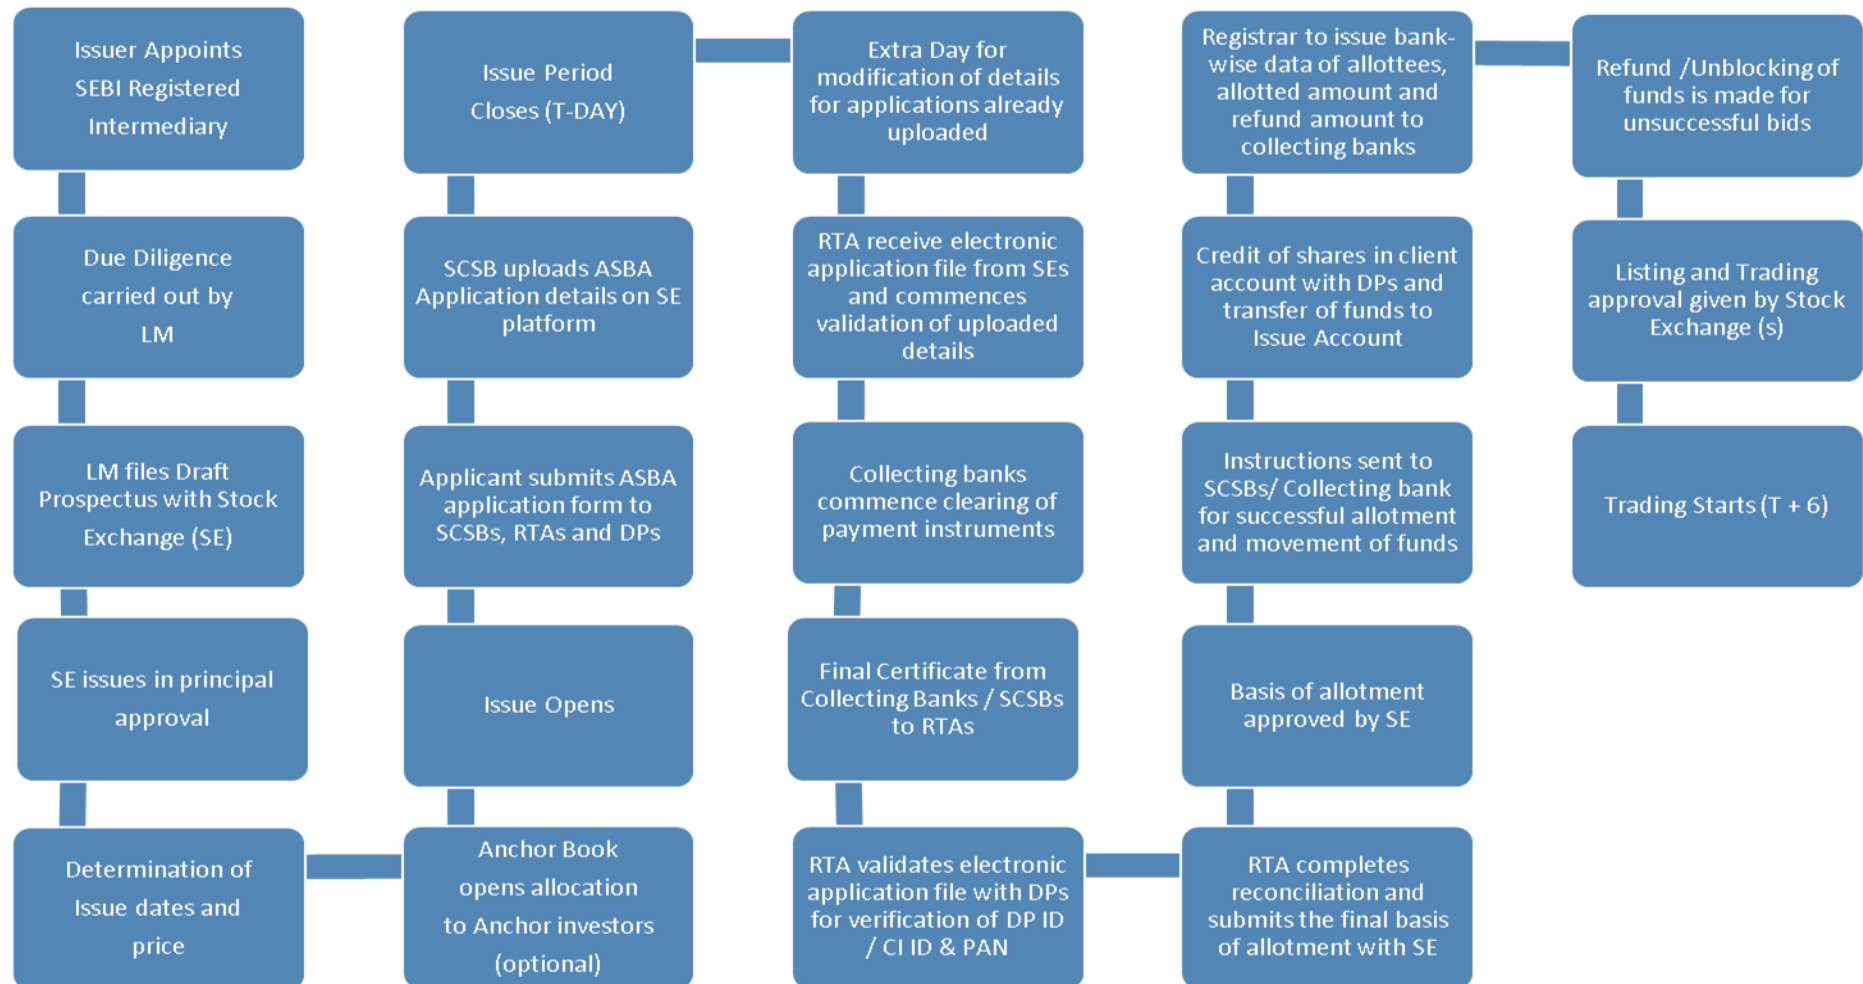 Issuer Appoints
SEBI Registered
Intermediary
Due Diligence
carried out by
LM
LM files Draft
Prospectus with Stock
Exchange (SE)
SE issues in principal
approval
Determination of
Issue dates and
price
Anchor Book
opens allocation
to Anchor investors
(optional)
Issue Opens
Applicant submits ASBA
application form to
SCSBs, RTAs and DPs
SCSB uploads ASBA
Application details on SE
platform
Issue Period
Closes (T-DAY)
Extra Day for
modification of details
for applications already
uploaded
RTA receive electronic
application file from SEs
and commences
validation of uploaded
details
Collecting banks
commence clearing of
payment instruments
Final Certificate from
Collecting Banks / SCSBs
to RTAs
RTA validates electronic
application file with DPs
for verification of DP ID
/ CI ID & PAN
RTA completes
reconciliation and
submits the final basis
of allotment with SE
Basis of allotment
approved by SE
Instructions sent to
SCSBs/ Collecting bank
for successful allotment
and movement of funds
Credit of shares in client
account with DPs and
transfer of funds to
Issue Account
Registrar to issue bank-
wise data of allottees,
allotted amount and
refund amount to
collecting banks
Refund /Unblocking of
funds is made for
unsuccessful bids
Listing and Trading
approval given by Stock
Exchange (s)
Trading Starts (T + 6)